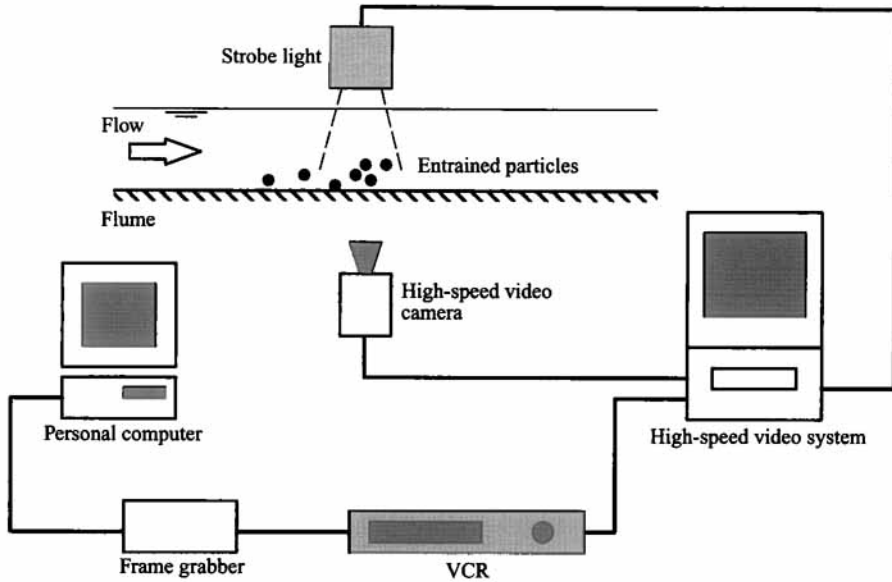 Strobe light
Flow
Entrained particles
Flume
High-speed video
camera
Personal computer
High-speed video system
Frame grabber
VCR